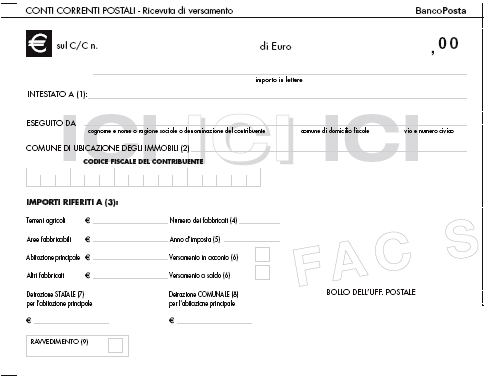 CONTI CORRENTI POSTALI - Ricevuta di versamento BancoPosta
€ sul C/C n. di Euro ,00
importo in lettere
INTESTATO A (1):
ESEGUITO DA
cognome e nome o ragione sociale o denominazione del contribuente comune di domicilio fiscale via e numero civico
ICI ICI ICI
COMUNE DI UBICAZIONE DEGLI IMMOBILI (2)
CODICE FISCALE DEL CONTRIBUENTE
IMPORTI RIFERITI A (3):
Terreni agricoli € Numero dei fabbricati (4)
Aree fabbricabili € Anno d'imposta (5)
Abitazione principale € Versamento in acconto (6)
Altri fabbricati € Versamento a saldo (6)
FAC S
Detrazione STATALE (7) Detrazione COMUNALE (8) BOLLO DELL'UFF. POSTALE
per l'abitazione principale per l'abitazione principale
€ €
RAVVEDIMENTO (9)